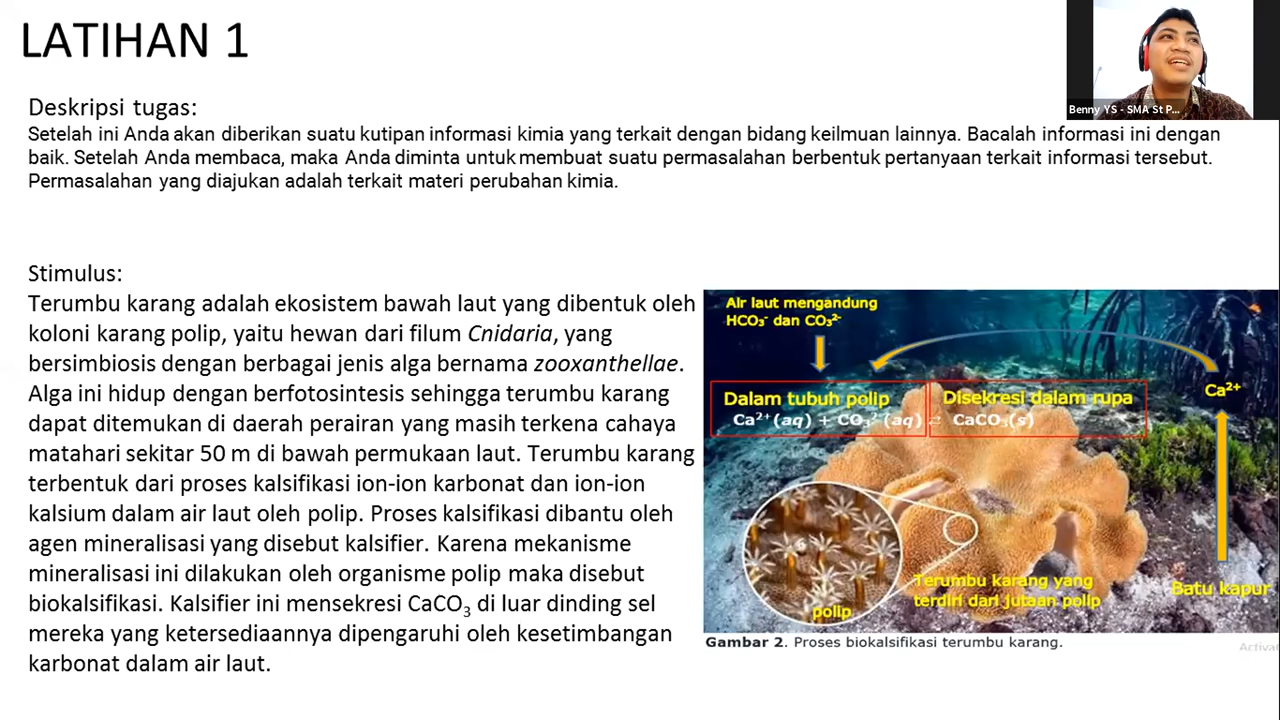 LATIHAN 1
Benny YS - SMA St P...
Deskripsi tugas:
Setelah ini Anda akan diberikan suatu kutipan informasi kimia yang terkait dengan bidang keilmuan lainnya. Bacalah informasi ini dengan
baik. Setelah Anda membaca, maka Anda diminta untuk membuat suatu permasalahan berbentuk pertanyaan terkait informasi tersebut.
Permasalahan yang diajukan adalah terkait materi perubahan kimia.
Stimulus:
Terumbu karang adalah ekosistem bawah laut yang dibentuk oleh
koloni karang polip, yaitu hewan dari filum Cnidaria, yang
bersimbiosis dengan berbagai jenis alga bernama zooxanthellae.
Alga ini hidup dengan berfotosintesis sehingga terumbu karang
dapat ditemukan di daerah perairan yang masih terkena cahaya
matahari sekitar 50 m di bawah permukaan laut. Terumbu karang
terbentuk dari proses kalsifikasi ion-ion karbonat dan ion-ion
kalsium dalam air laut oleh polip. Proses kalsifikasi dibantu oleh
agen mineralisasi yang disebut kalsifier. Karena mekanisme
mineralisasi ini dilakukan oleh organisme polip maka disebut
biokalsifikasi. Kalsifier ini mensekresi CaCO₃ di luar dinding sel
mereka yang ketersediaannya dipengaruhi oleh kesetimbangan
karbonat dalam air laut.
Air laut mengandung
HCO₃⁻ dan CO₃²⁻
Ca²⁺
Dalam tubuh polip
Disekresi dalam rupa
Ca²⁺(aq) + CO₃²⁻(aq) ⇌ CaCO₃(s)
Terumbu karang yang
terdiri dari jutaan polip
Batu kapur
polip
Gambar 2. Proses biokalsifikasi terumbu karang.
Activat